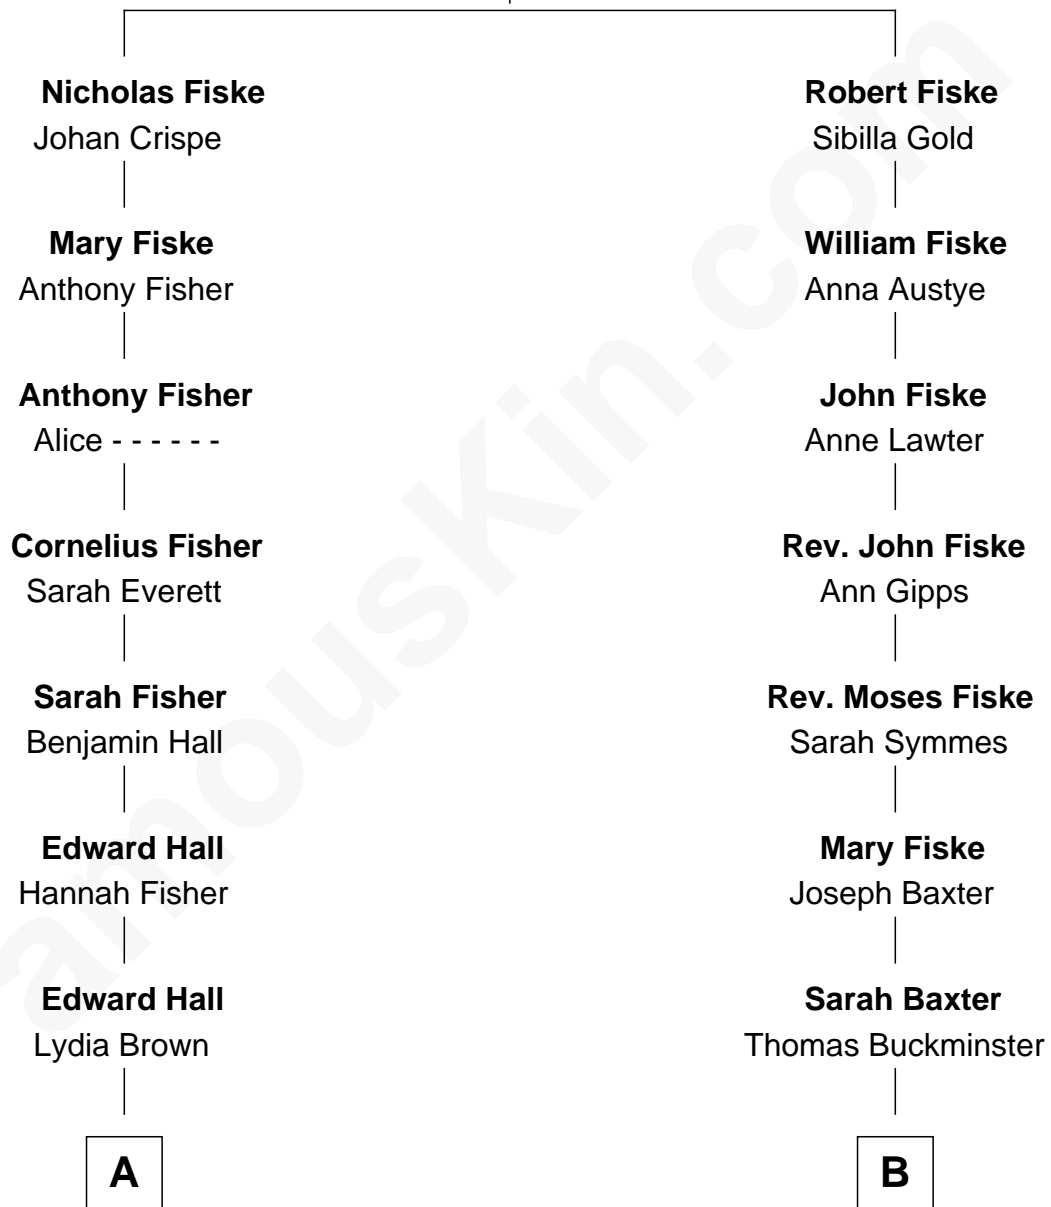 Nicholas Fiske
Johan Crispe
Mary Fiske
Anthony Fisher
Anthony Fisher
Alice - - - - - -
Cornelius Fisher
Sarah Everett
Sarah Fisher
Benjamin Hall
Edward Hall
Hannah Fisher
Edward Hall
Lydia Brown
A
Robert Fiske
Sibilla Gold
William Fiske
Anna Austye
John Fiske
Anne Lawter
Rev. John Fiske
Ann Gipps
Rev. Moses Fiske
Sarah Symmes
Mary Fiske
Joseph Baxter
Sarah Baxter
Thomas Buckminster
B
amouskin.com